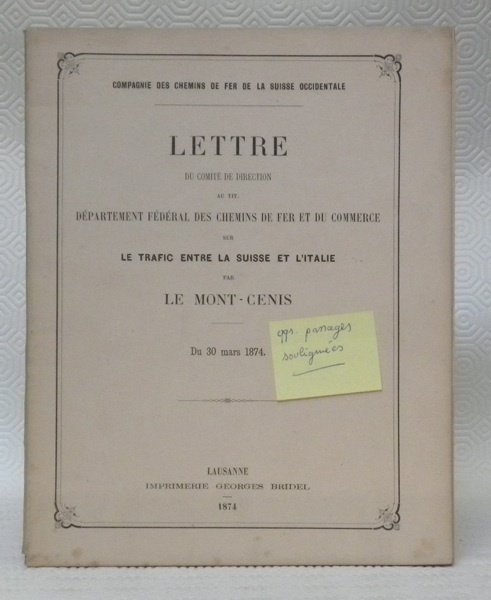 COMPAGNIE DES CHEMINS DE FER DE LA SUISSE OCCIDENTALE
LETTRE
DU COMITÉ DE DIRECTION
AU TIT.
DÉPARTEMENT FÉDÉRAL DES CHEMINS DE FER ET DU COMMERCE
SUR
LE TRAFIC ENTRE LA SUISSE ET L'ITALIE
PAR
LE MONT-CENIS
Du 30 mars 1874.
qqs. passages
soulignées
LAUSANNE
IMPRIMERIE GEORGES BRIDEL
1874